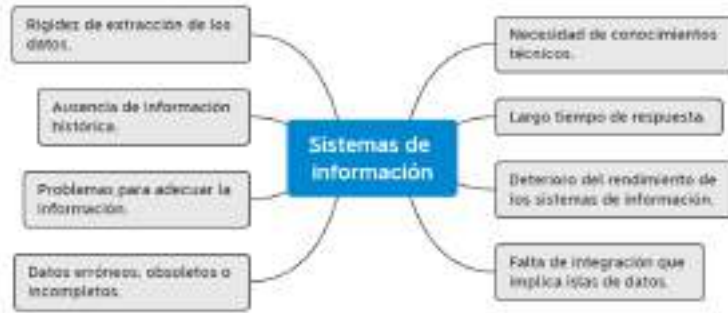 Rigidez de extracción de los
datos.
Ausencia de información
histórica.
Problemas para adecuar la
información.
Datos erróneos, obsoletos o
incompletos.
Sistemas de
información
Necesidad de conocimientos
técnicos.
Largo tiempo de respuesta.
Deterioro del rendimiento de
los sistemas de información.
Falta de integración que
implica islas de datos.